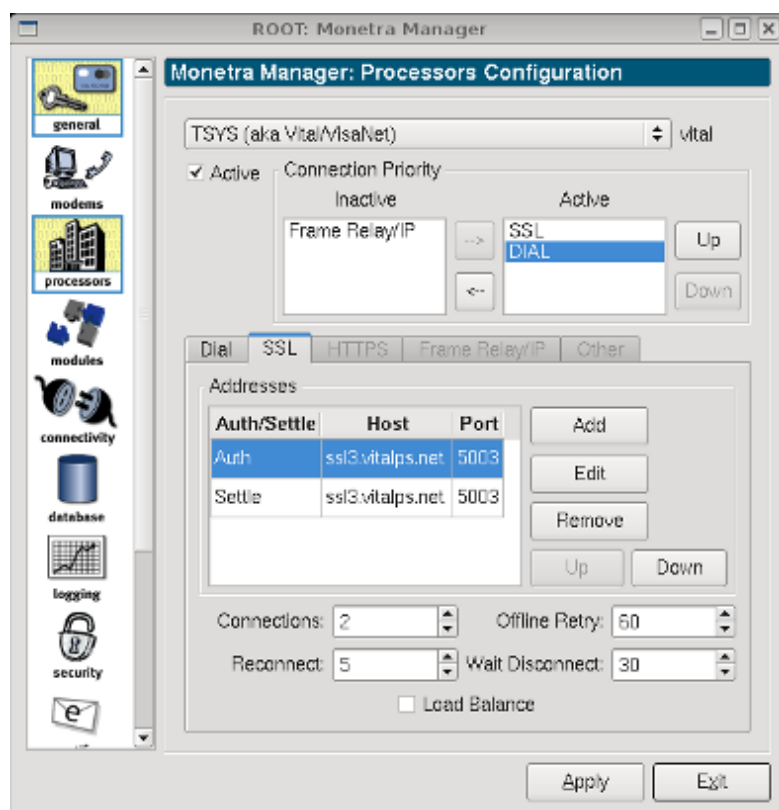 ROOT: Monetra Manager
general
modems
processors
modules
connectivity
database
logging
security
Monetra Manager: Processors Configuration
TSYS (aka Vital/VisaNet) vital
Active
Connection Priority
Inactive Active
Frame Relay/IP
-->
<--
SSL
DIAL
Up
Down
Dial SSL HTTPS Frame Relay/IP Other
Addresses
Auth/Settle Host Port
Auth ssl3.vitalps.net 5003
Settle ssl3.vitalps.net 5003
Add
Edit
Remove
Up Down
Connections: 2 Offline Retry: 60
Reconnect: 5 Wait Disconnect: 30
Load Balance
Apply Exit